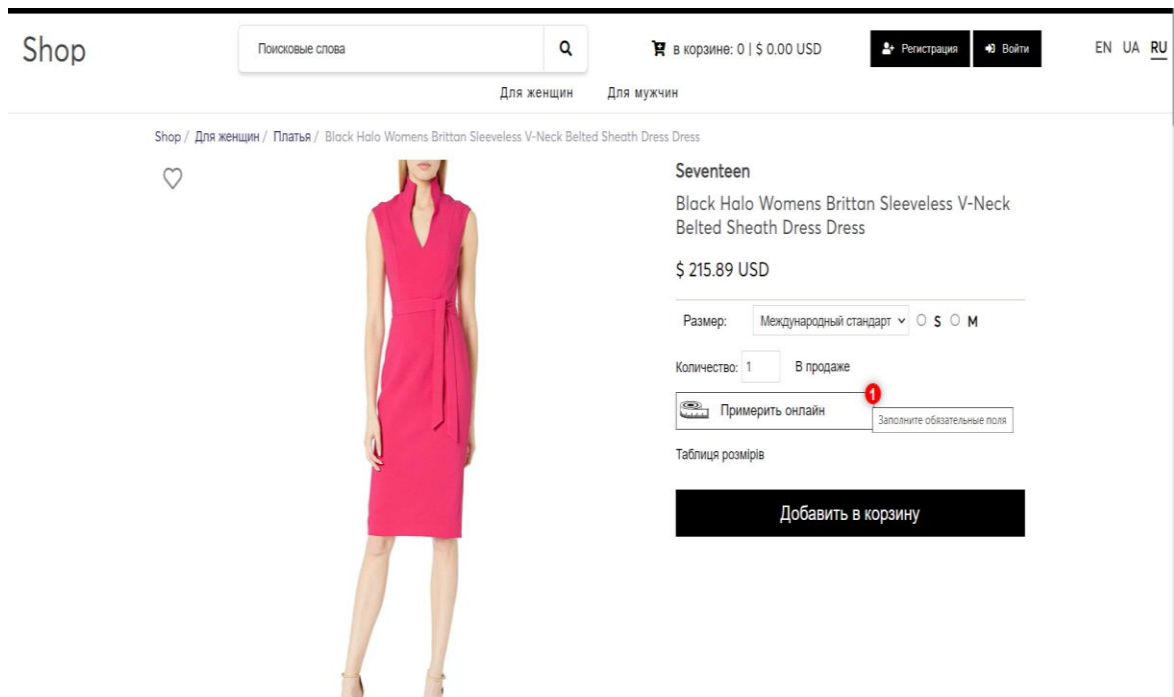 Shop
Поисковые слова
в корзине: 0 | $ 0.00 USD
Регистрация
Войти
EN UA RU
Для женщин Для мужчин
Shop / Для женщин / Платья / Black Halo Womens Brittan Sleeveless V-Neck Belted Sheath Dress Dress
Seventeen
Black Halo Womens Brittan Sleeveless V-Neck
Belted Sheath Dress Dress
$ 215.89 USD
Размер: Международный стандарт S M
Количество: 1 В продаже
1
Примерить онлайн
Заполните обязательные поля
Таблиця розмірів
Добавить в корзину